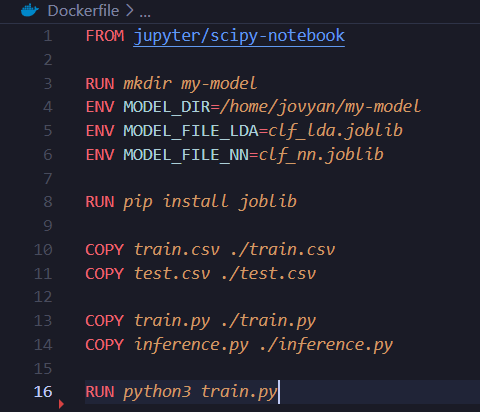 Dockerfile > ...
1 FROM jupyter/scipy-notebook
2
3 RUN mkdir my-model
4 ENV MODEL_DIR=/home/jovyan/my-model
5 ENV MODEL_FILE_LDA=clf_lda.joblib
6 ENV MODEL_FILE_NN=clf_nn.joblib
7
8 RUN pip install joblib
9
10 COPY train.csv ./train.csv
11 COPY test.csv ./test.csv
12
13 COPY train.py ./train.py
14 COPY inference.py ./inference.py
15
16 RUN python3 train.py